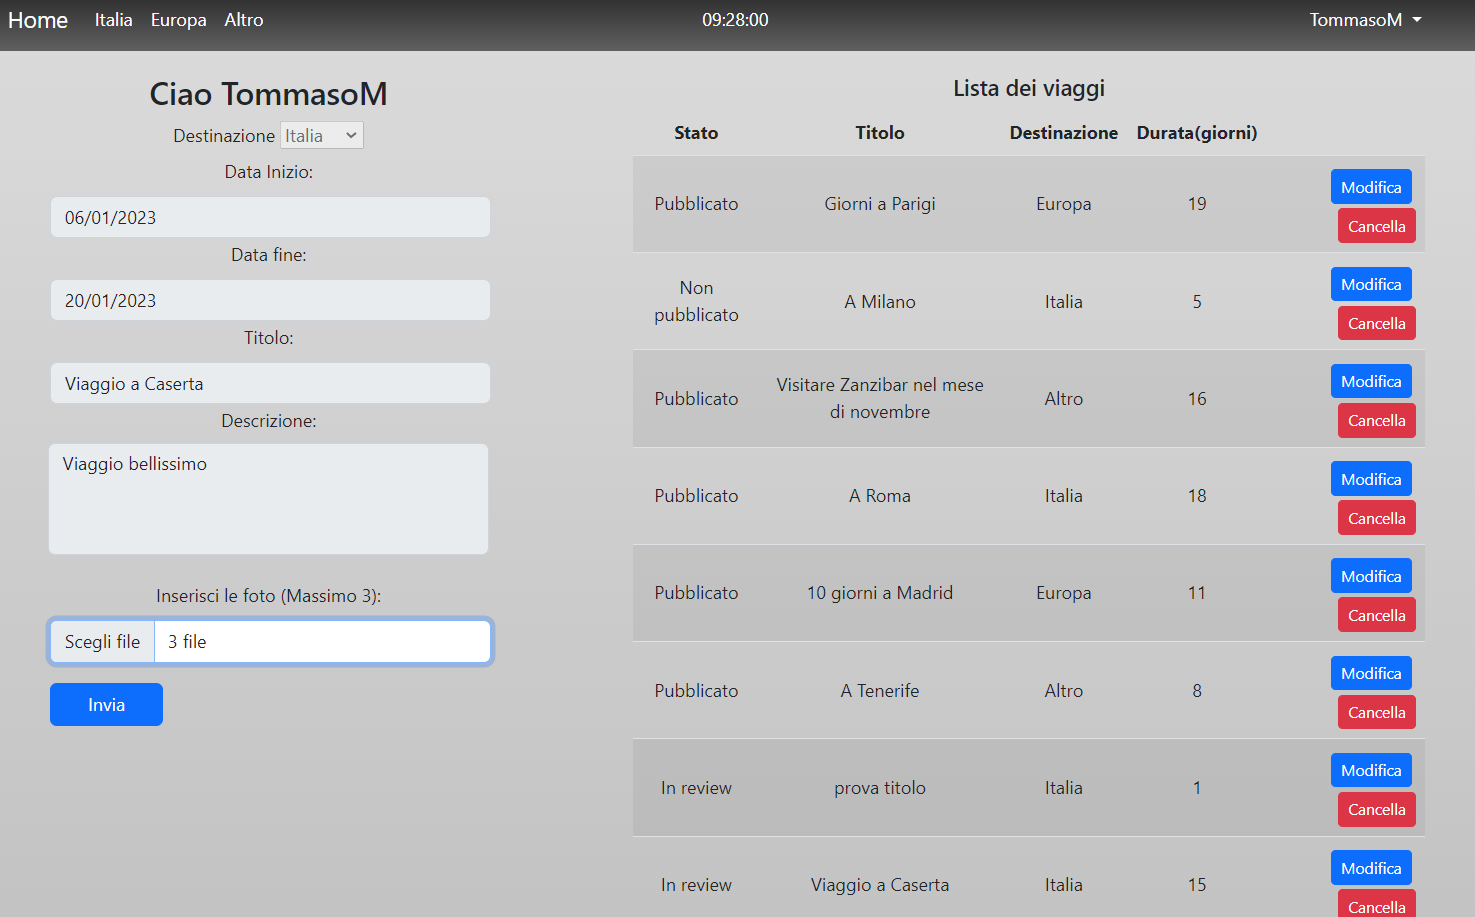 Home Italia Europa Altro 09:28:00 TommasoM
Ciao TommasoM
Destinazione Italia
Data Inizio:
06/01/2023
Data fine:
20/01/2023
Titolo:
Viaggio a Caserta
Descrizione:
Viaggio bellissimo
Inserisci le foto (Massimo 3):
Scegli file 3 file
Invia
Lista dei viaggi
Stato Titolo Destinazione Durata(giorni)
Pubblicato Giorni a Parigi Europa 19 Modifica
Cancella
Non
pubblicato A Milano Italia 5 Modifica
Cancella
Pubblicato Visitare Zanzibar nel mese
di novembre Altro 16 Modifica
Cancella
Pubblicato A Roma Italia 18 Modifica
Cancella
Pubblicato 10 giorni a Madrid Europa 11 Modifica
Cancella
Pubblicato A Tenerife Altro 8 Modifica
Cancella
In review prova titolo Italia 1 Modifica
Cancella
In review Viaggio a Caserta Italia 15 Modifica
Cancella